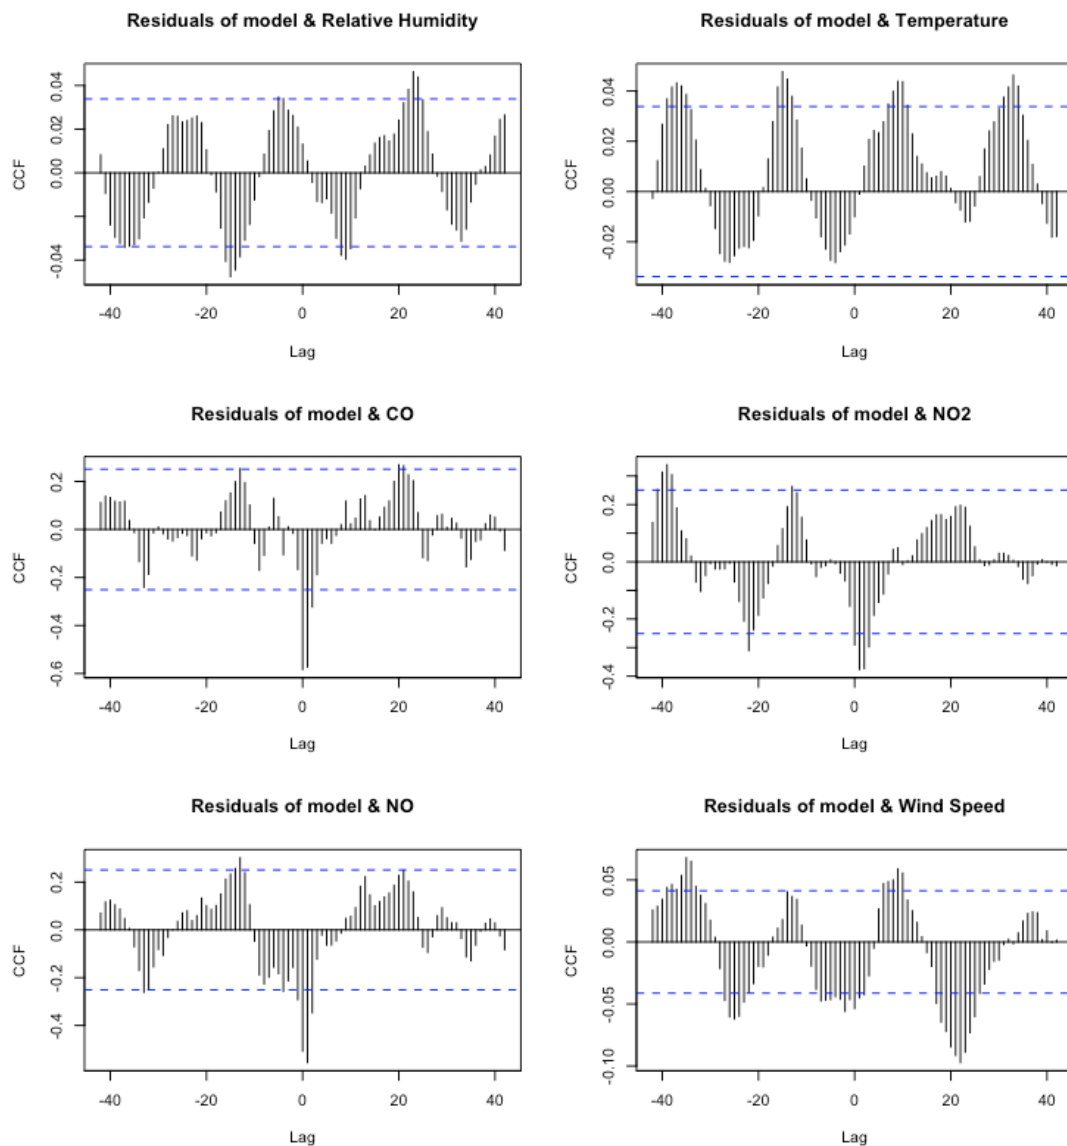 Residuals of model & Relative Humidity
CCF
-0.04 0.00 0.02 0.04
-40 -20 0 20 40
Lag
Residuals of model & Temperature
CCF
-0.02 0.00 0.02 0.04
-40 -20 0 20 40
Lag
Residuals of model & CO
CCF
-0.6 -0.4 -0.2 0.0 0.2
-40 -20 0 20 40
Lag
Residuals of model & NO2
CCF
-0.4 -0.2 0.0 0.2
-40 -20 0 20 40
Lag
Residuals of model & NO
CCF
-0.4 -0.2 0.0 0.2
-40 -20 0 20 40
Lag
Residuals of model & Wind Speed
CCF
-0.10 -0.05 0.00 0.05
-40 -20 0 20 40
Lag